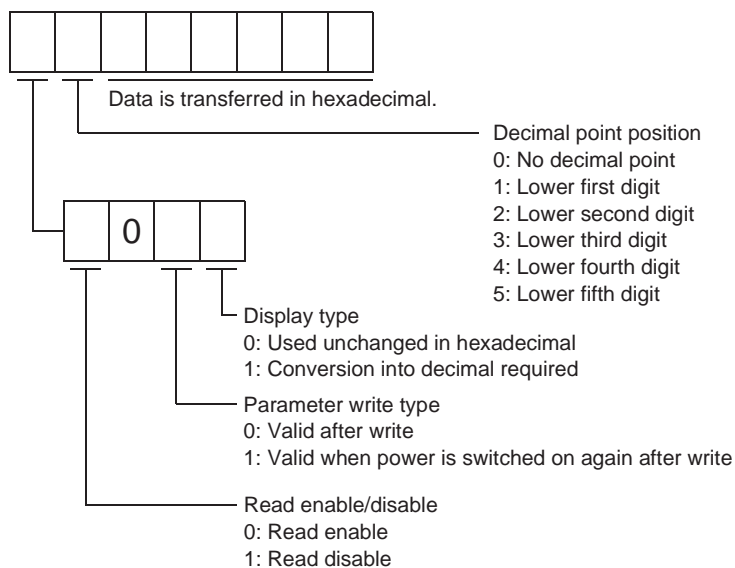 Data is transferred in hexadecimal.
Decimal point position
0: No decimal point
1: Lower first digit
2: Lower second digit
3: Lower third digit
4: Lower fourth digit
5: Lower fifth digit
0
Display type
0: Used unchanged in hexadecimal
1: Conversion into decimal required
Parameter write type
0: Valid after write
1: Valid when power is switched on again after write
Read enable/disable
0: Read enable
1: Read disable